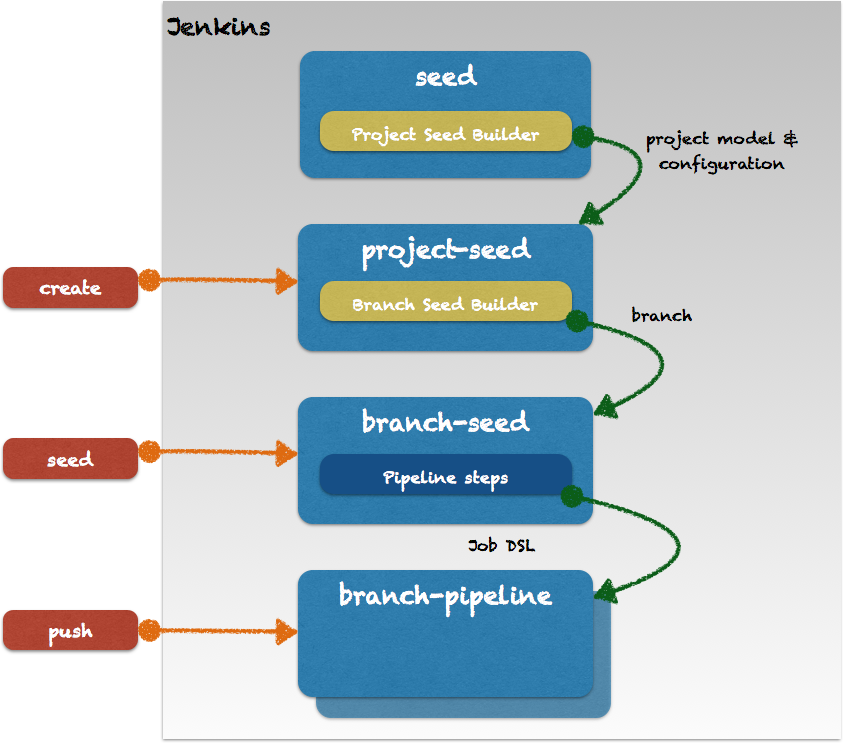 Jenkins
seed
Project Seed Builder
project model &
configuration
project-seed
create
Branch Seed Builder
branch
branch-seed
seed
Pipeline steps
Job DSL
branch-pipeline
push